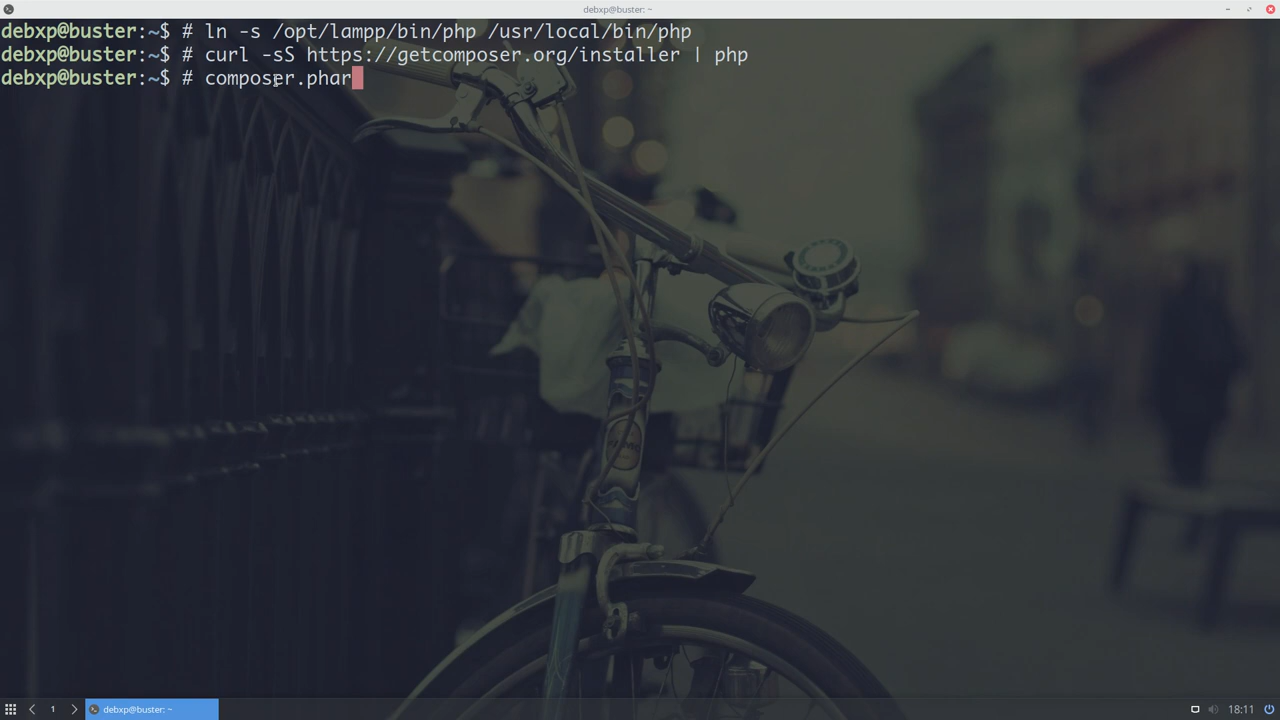 debxp@buster: ~
debxp@buster:~$ # ln -s /opt/lampp/bin/php /usr/local/bin/php
debxp@buster:~$ # curl -sS https://getcomposer.org/installer | php
debxp@buster:~$ # composer.phar
1
debxp@buster: ~
18:11